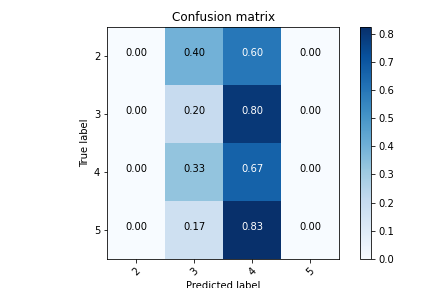 Confusion matrix
2 0.00 0.40 0.60 0.00
3 0.00 0.20 0.80 0.00
4 0.00 0.33 0.67 0.00
5 0.00 0.17 0.83 0.00
True label
2 3 4 5
Predicted label
0.8
0.7
0.6
0.5
0.4
0.3
0.2
0.1
0.0